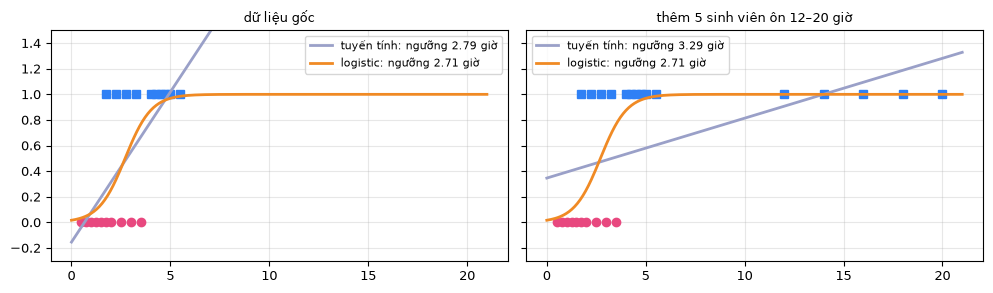 dữ liệu gốc
tuyến tính: ngưỡng 2.79 giờ
logistic: ngưỡng 2.71 giờ
1.4
1.2
1.0
0.8
0.6
0.4
0.2
0.0
−0.2
0 5 10 15 20
thêm 5 sinh viên ôn 12–20 giờ
tuyến tính: ngưỡng 3.29 giờ
logistic: ngưỡng 2.71 giờ
0 5 10 15 20